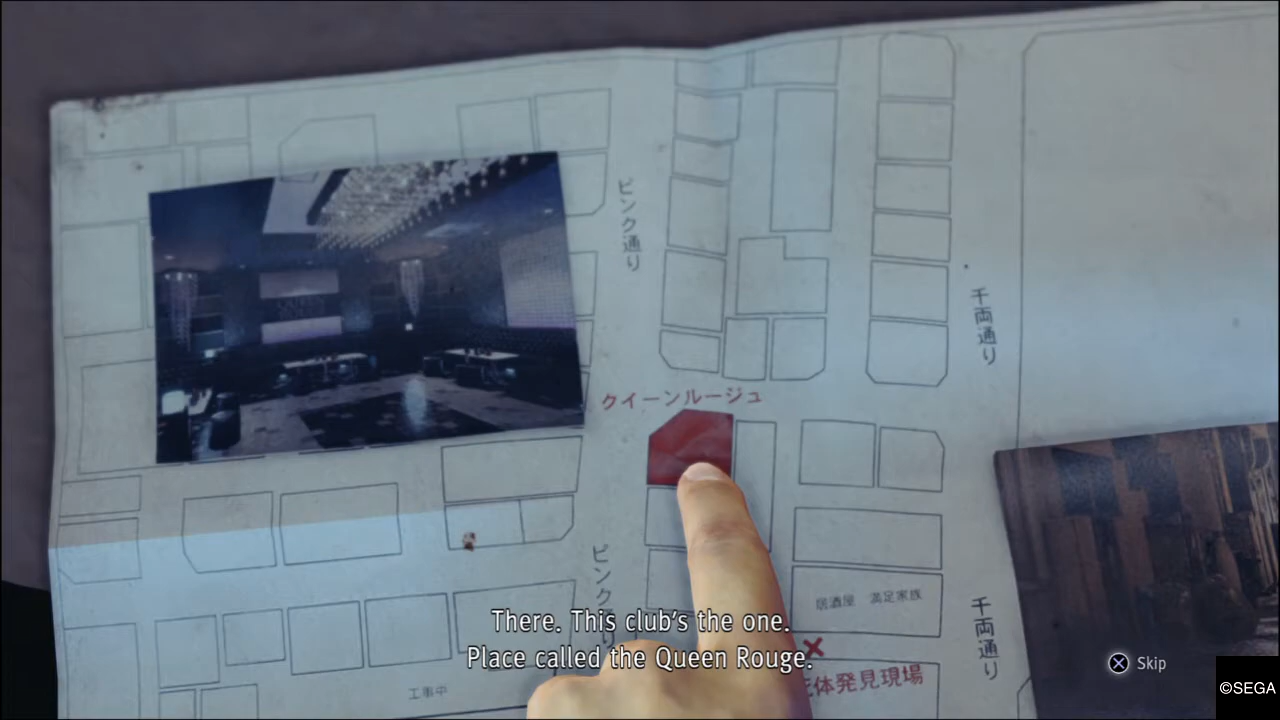 ピンク通り
千両通り
クイーンルージュ
ピンク通り
居酒屋 満足家族
千両通り
There. This club's the one.
Place called the Queen Rouge.
体発見現場
工事中
Skip
©SEGA